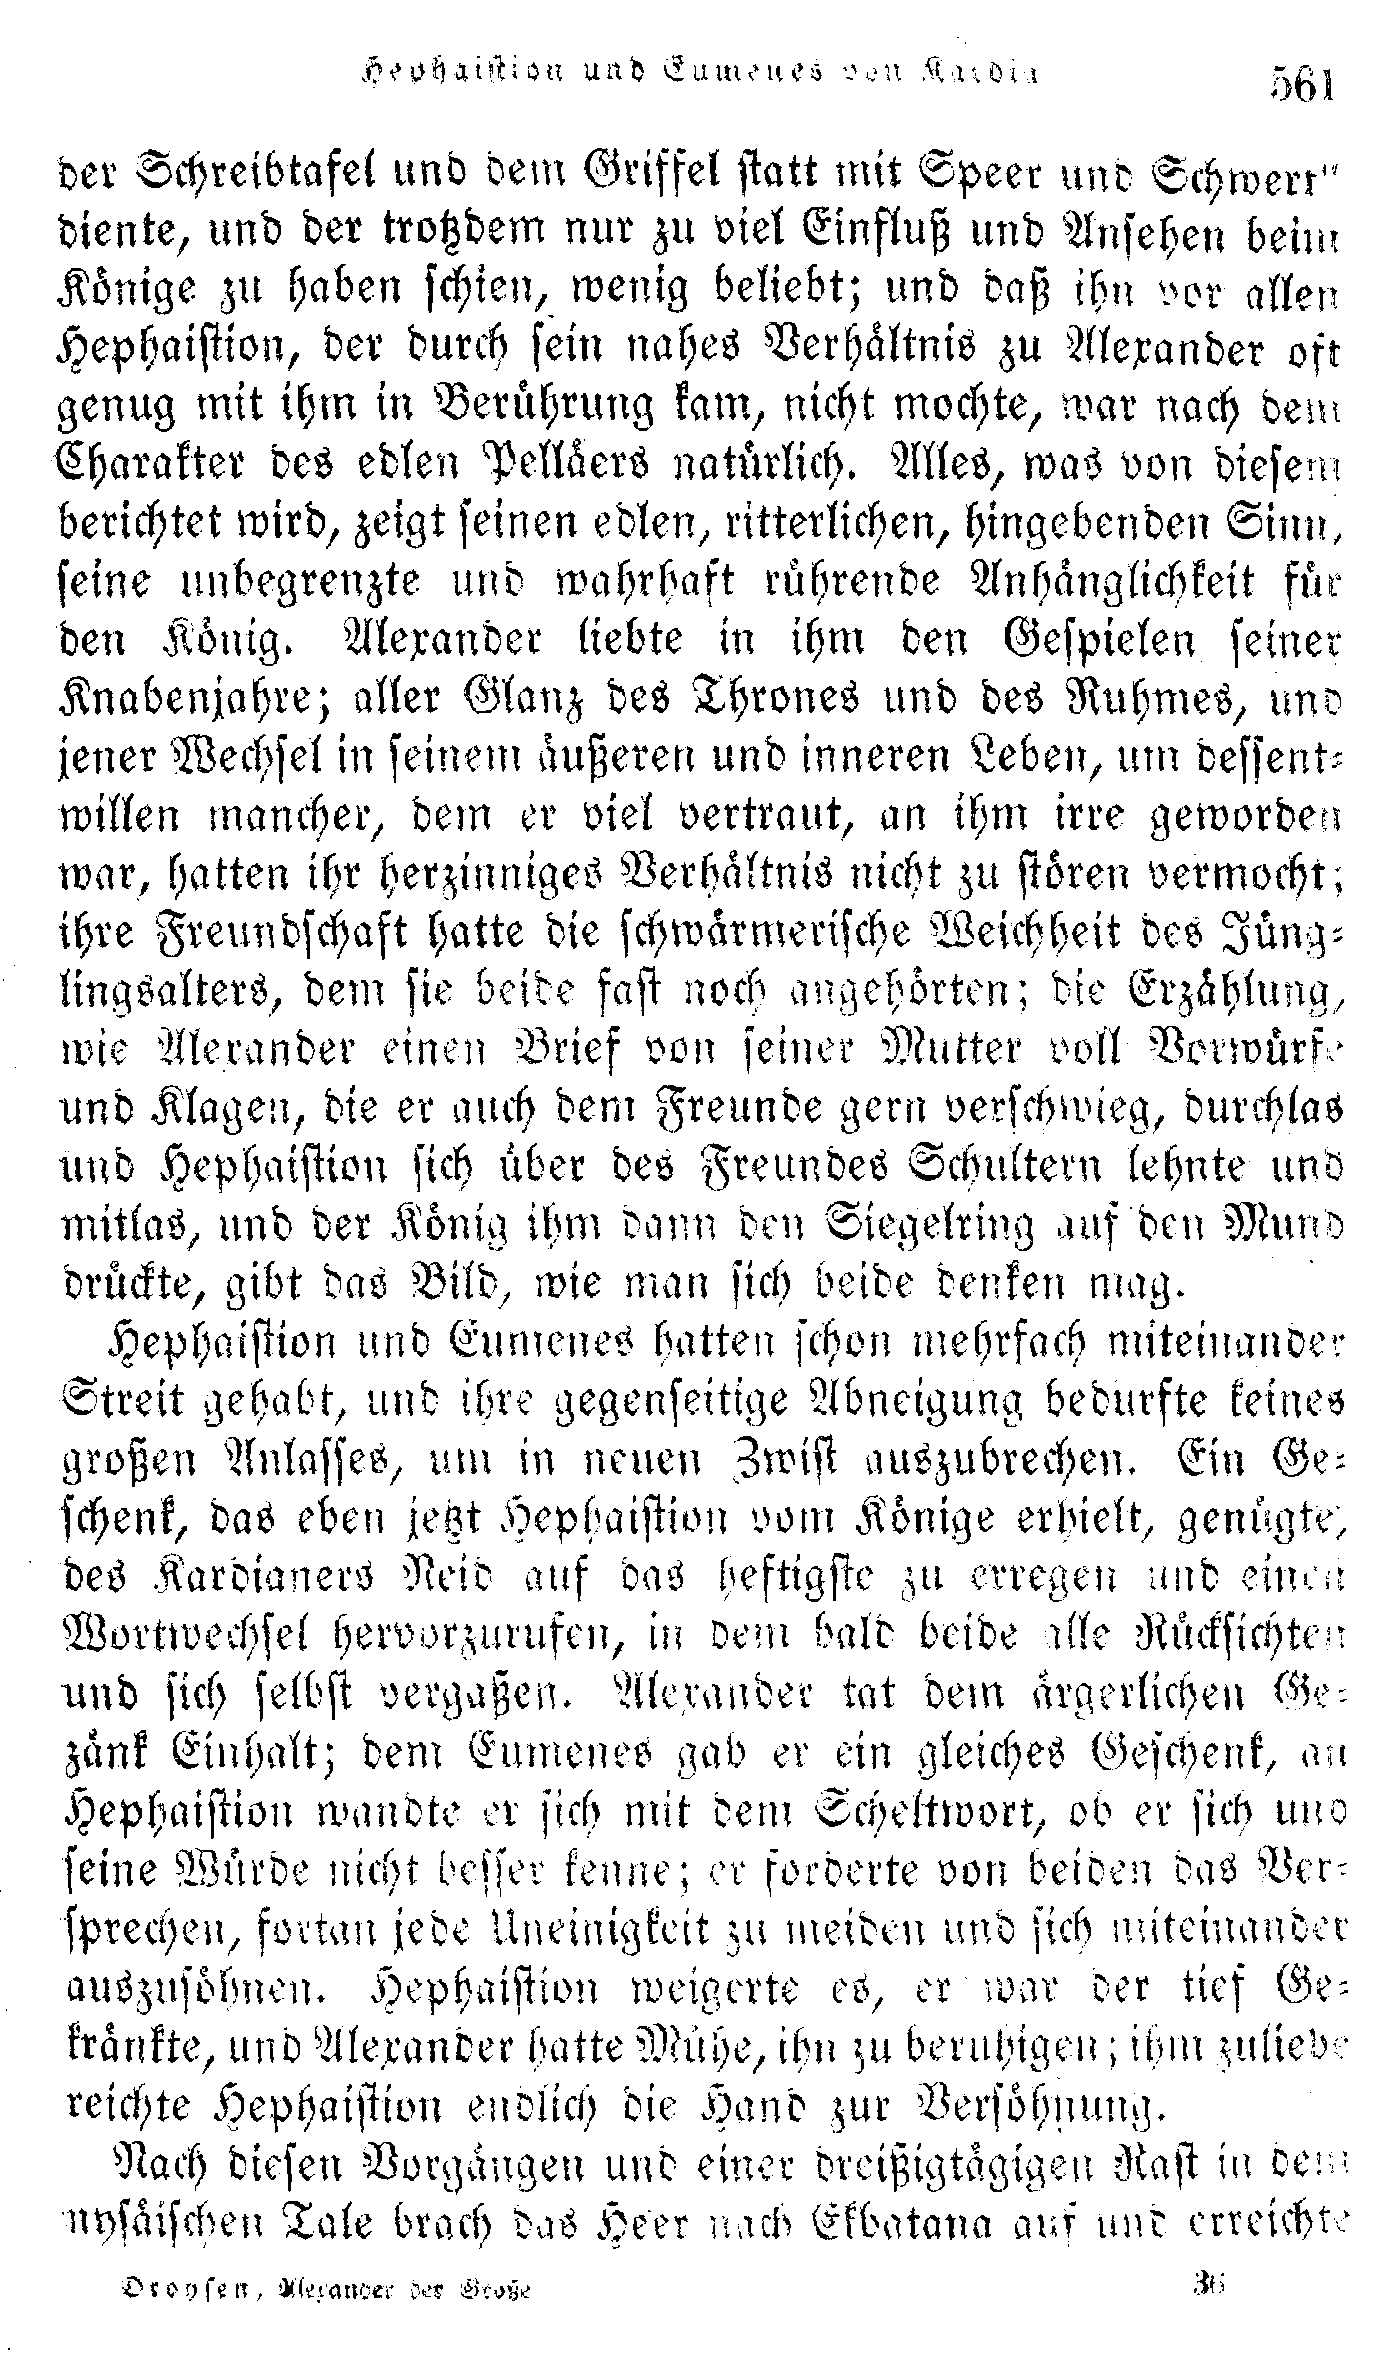 Hephaistion und Eumenes von Kardia
561
der Schreibtafel und dem Griffel statt mit Speer und Schwert"
diente, und der trotzdem nur zu viel Einfluß und Ansehen beim
Könige zu haben schien, wenig beliebt; und daß ihn vor allen
Hephaistion, der durch sein nahes Verhältnis zu Alexander oft
genug mit ihm in Berührung kam, nicht mochte, war nach dem
Charakter des edlen Pelläers natürlich. Alles, was von diesem
berichtet wird, zeigt seinen edlen, ritterlichen, hingebenden Sinn,
seine unbegrenzte und wahrhaft rührende Anhänglichkeit für
den König. Alexander liebte in ihm den Gespielen seiner
Knabenjahre; aller Glanz des Thrones und des Ruhmes, und
jener Wechsel in seinem äußeren und inneren Leben, um dessent-
willen mancher, dem er viel vertraut, an ihm irre geworden
war, hatten ihr herzinniges Verhältnis nicht zu stören vermocht;
ihre Freundschaft hatte die schwärmerische Weichheit des Jüng-
lingsalters, dem sie beide fast noch angehörten; die Erzählung,
wie Alexander einen Brief von seiner Mutter voll Vorwürfe
und Klagen, die er auch dem Freunde gern verschwieg, durchlas
und Hephaistion sich über des Freundes Schultern lehnte und
mitlas, und der König ihm dann den Siegelring auf den Mund
drückte, gibt das Bild, wie man sich beide denken mag.
Hephaistion und Eumenes hatten schon mehrfach miteinander
Streit gehabt, und ihre gegenseitige Abneigung bedurfte keines
großen Anlasses, um in neuen Zwist auszubrechen. Ein Ge-
schenk, das eben jetzt Hephaistion vom Könige erhielt, genügte,
des Kardianers Neid auf das heftigste zu erregen und einen
Wortwechsel hervorzurufen, in dem bald beide alle Rücksichten
und sich selbst vergaßen. Alexander tat dem ärgerlichen Ge-
zänk Einhalt; dem Eumenes gab er ein gleiches Geschenk, an
Hephaistion wandte er sich mit dem Scheltwort, ob er sich und
seine Würde nicht besser kenne; er forderte von beiden das Ver-
sprechen, fortan jede Uneinigkeit zu meiden und sich miteinander
auszusöhnen. Hephaistion weigerte es, er war der tief Ge-
kränkte, und Alexander hatte Mühe, ihn zu beruhigen; ihm zuliebe
reichte Hephaistion endlich die Hand zur Versöhnung.
Nach diesen Vorgängen und einer dreißigtägigen Rast in dem
nysäischen Tale brach das Heer nach Ekbatana auf und erreichte
Droysen, Alexander der Große
36